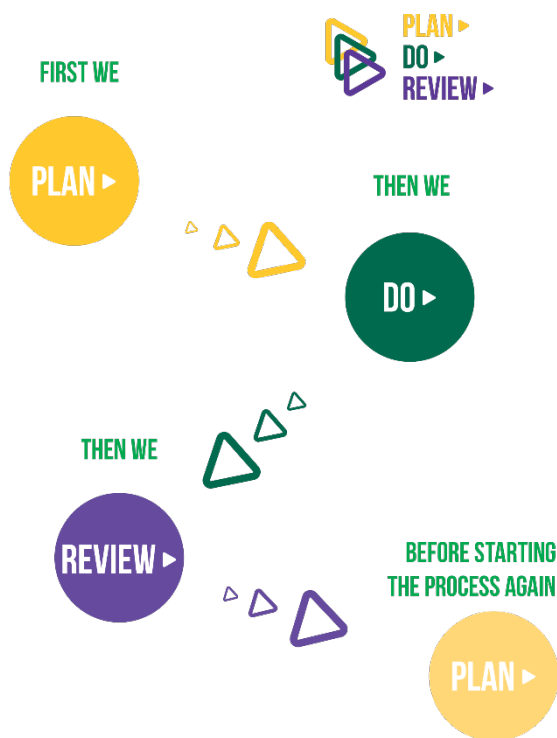 PLAN
DO
REVIEW
FIRST WE
PLAN
THEN WE
DO
THEN WE
REVIEW
BEFORE STARTING
THE PROCESS AGAIN
PLAN